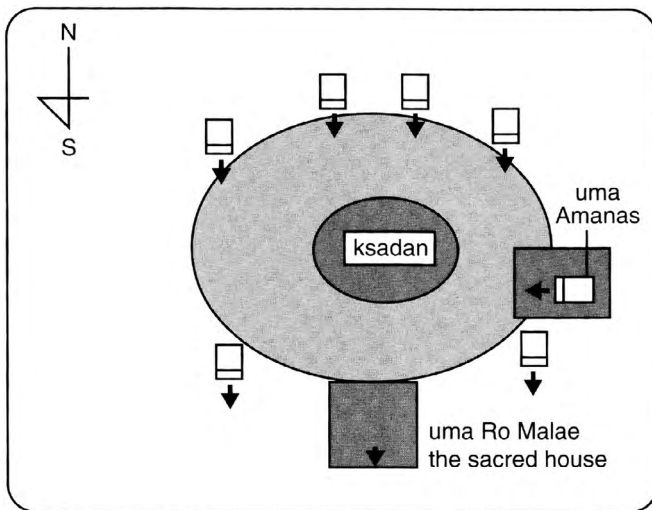 N
S
uma
Amanas
ksadan
uma Ro Malae
the sacred house